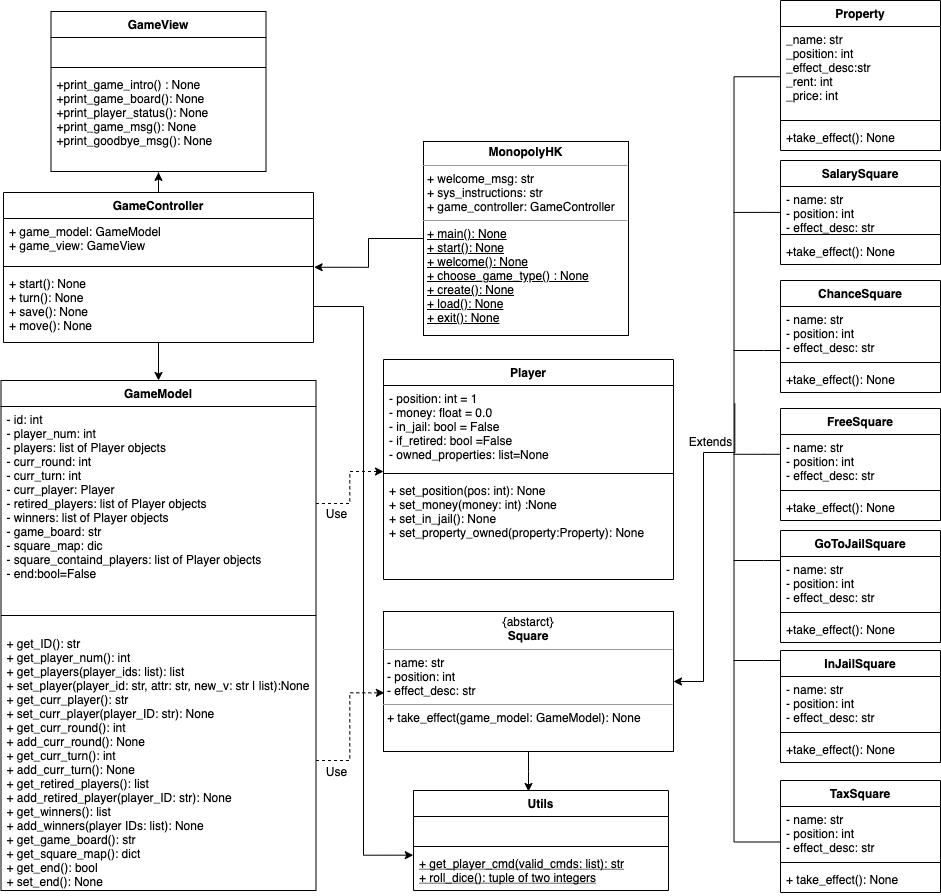 GameView
+print_game_intro() : None
+print_game_board(): None
+print_player_status(): None
+print_game_msg(): None
+print_goodbye_msg(): None
GameController
+ game_model: GameModel
+ game_view: GameView
+ start(): None
+ turn(): None
+ save(): None
+ move(): None
MonopolyHK
+ welcome_msg: str
+ sys_instructions: str
+ game_controller: GameController
+ main(): None
+ start(): None
+ welcome(): None
+ choose_game_type() : None
+ create(): None
+ load(): None
+ exit(): None
GameModel
- id: int
- player_num: int
- players: list of Player objects
- curr_round: int
- curr_turn: int
- curr_player: Player
- retired_players: list of Player objects
- winners: list of Player objects
- game_board: str
- square_map: dic
- square_containd_players: list of Player objects
- end:bool=False
+ get_ID(): str
+ get_player_num(): int
+ get_players(player_ids: list): list
+ set_player(player_id: str, attr: str, new_v: str | list):None
+ get_curr_player(): str
+ set_curr_player(player_ID: str): None
+ get_curr_round(): int
+ add_curr_round(): None
+ get_curr_turn(): int
+ add_curr_turn(): None
+ get_retired_players(): list
+ add_retired_player(player_ID: str): None
+ get_winners(): list
+ add_winners(player IDs: list): None
+ get_game_board(): str
+ get_square_map(): dict
+ get_end(): bool
+ set_end(): None
Use
Use
Player
- position: int = 1
- money: float = 0.0
- in_jail: bool = False
- if_retired: bool =False
- owned_properties: list=None
+ set_position(pos: int): None
+ set_money(money: int) :None
+ set_in_jail(): None
+ set_property_owned(property:Property): None
{abstarct}
Square
- name: str
- position: int
- effect_desc: str
+ take_effect(game_model: GameModel): None
Utils
+ get_player_cmd(valid_cmds: list): str
+ roll_dice(): tuple of two integers
Extends
Property
_name: str
_position: int
_effect_desc:str
_rent: int
_price: int
+take_effect(): None
SalarySquare
- name: str
- position: int
- effect_desc: str
+take_effect(): None
ChanceSquare
- name: str
- position: int
- effect_desc: str
+take_effect(): None
FreeSquare
- name: str
- position: int
- effect_desc: str
+take_effect(): None
GoToJailSquare
- name: str
- position: int
- effect_desc: str
+take_effect(): None
InJailSquare
- name: str
- position: int
- effect_desc: str
+take_effect(): None
TaxSquare
- name: str
- position: int
- effect_desc: str
+ take_effect(): None